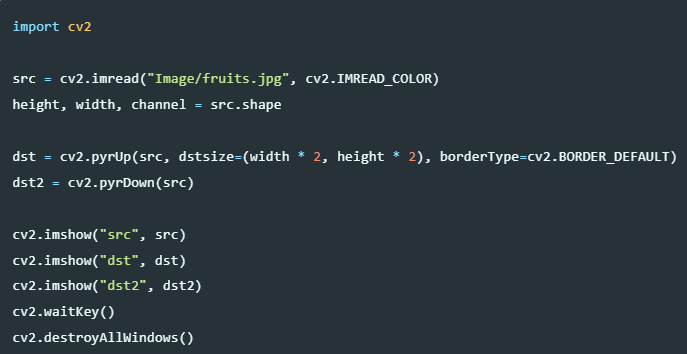 import cv2
src = cv2.imread("Image/fruits.jpg", cv2.IMREAD_COLOR)
height, width, channel = src.shape
dst = cv2.pyrUp(src, dstsize=(width * 2, height * 2), borderType=cv2.BORDER_DEFAULT)
dst2 = cv2.pyrDown(src)
cv2.imshow("src", src)
cv2.imshow("dst", dst)
cv2.imshow("dst2", dst2)
cv2.waitKey()
cv2.destroyAllWindows()